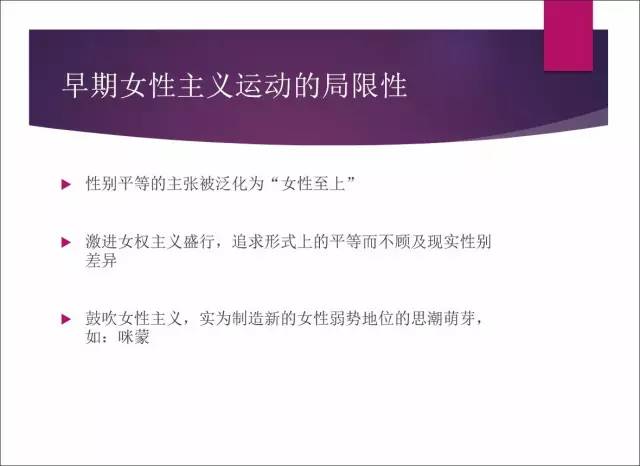 早期女性主义运动的局限性
性别平等的主张被泛化为“女性至上”
激进女权主义盛行，追求形式上的平等而不顾及现实性别
差异
鼓吹女性主义，实为制造新的女性弱势地位的思潮萌芽，
如：咪蒙